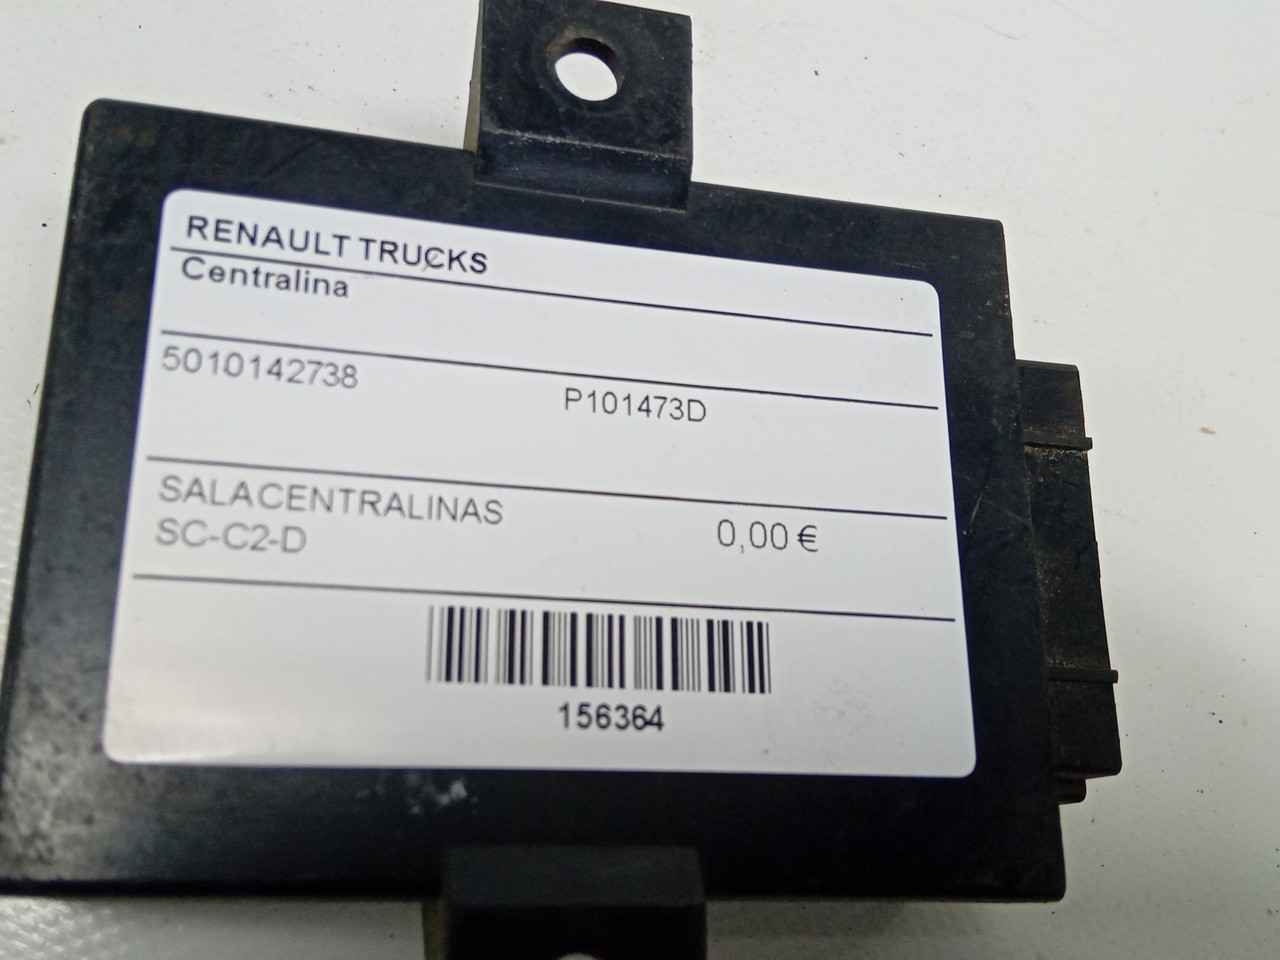 RENAULT TRUCKS
Centralina
5010142738
P101473D
SALACENTRALINAS
SC-C2-D
0,00 €
156364